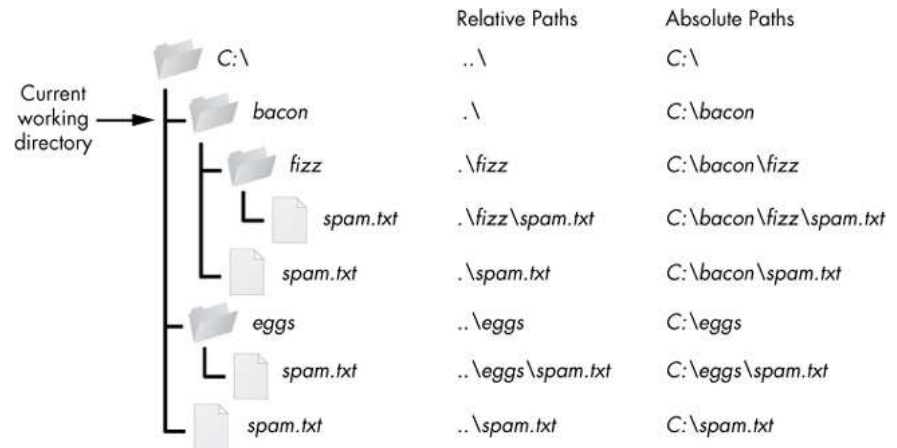 Relative Paths Absolute Paths
C:\ ..\ C:\
Current
working
directory
bacon .\ C:\bacon
fizz .\fizz C:\bacon\fizz
spam.txt .\fizz\spam.txt C:\bacon\fizz\spam.txt
spam.txt .\spam.txt C:\bacon\spam.txt
eggs ..\eggs C:\eggs
spam.txt ..\eggs\spam.txt C:\eggs\spam.txt
spam.txt ..\spam.txt C:\spam.txt